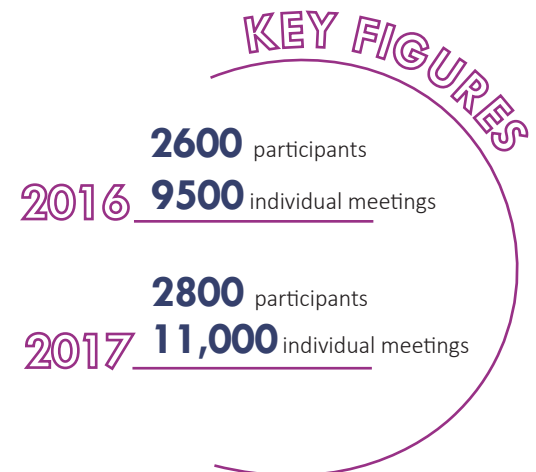 KEY FIGURES
2600 participants
2016 9500 individual meetings
2800 participants
2017 11,000 individual meetings